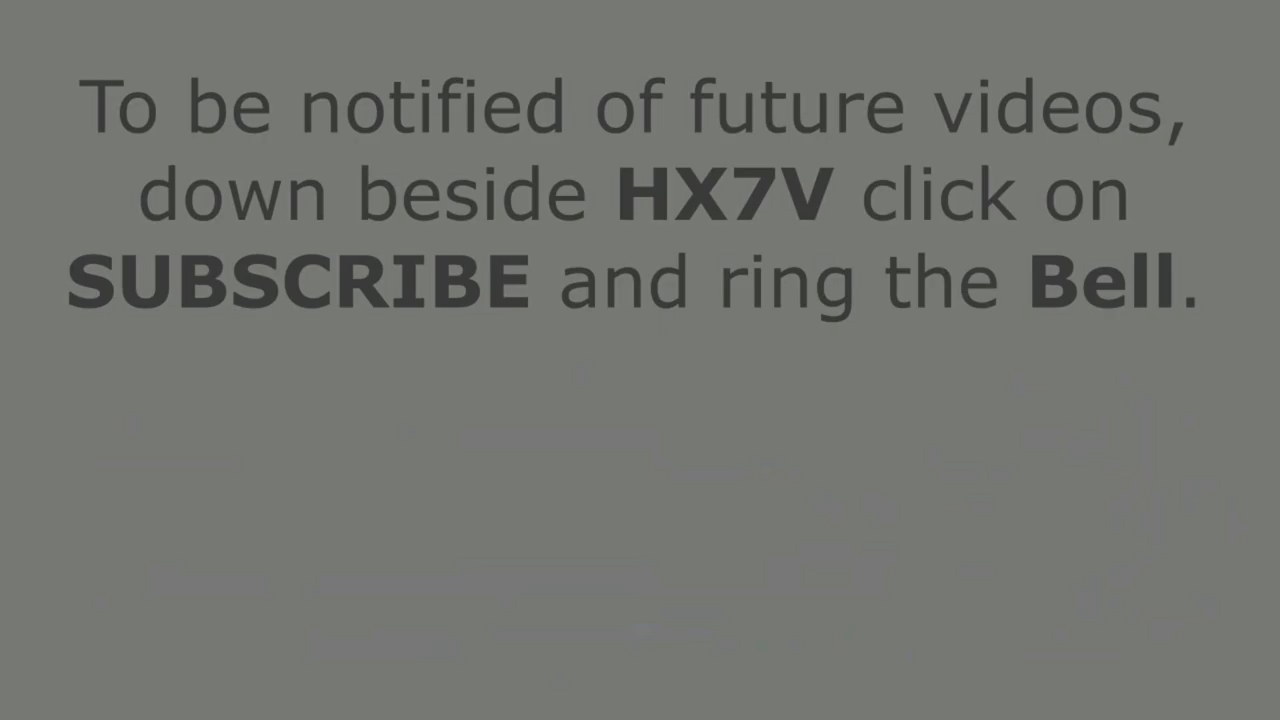 To be notified of future videos,
down beside HX7V click on
SUBSCRIBE and ring the Bell.